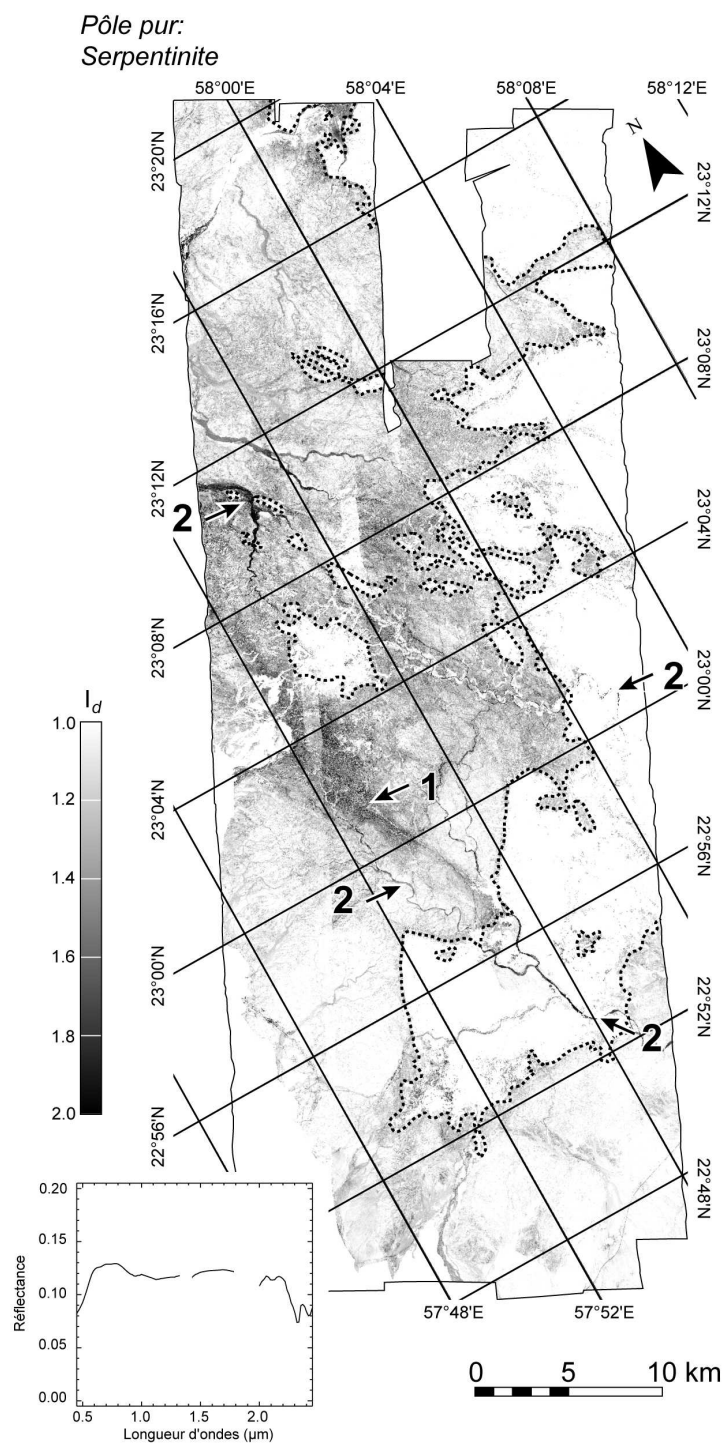 Pôle pur:
Serpentinite
58°00'E
58°04'E
58°08'E
58°12'E
N
23°20'N
23°12'N
23°16'N
23°08'N
23°12'N
23°04'N
2
23°08'N
23°00'N
2
I_d
1.0
1.2
1.4
1.6
1.8
2.0
23°04'N
1
22°56'N
2
23°00'N
22°52'N
2
22°56'N
22°48'N
57°48'E
57°52'E
0.20
0.15
0.10
0.05
0.00
Réflectance
0.5
1.0
1.5
2.0
Longueur d'ondes (µm)
0 5 10 km